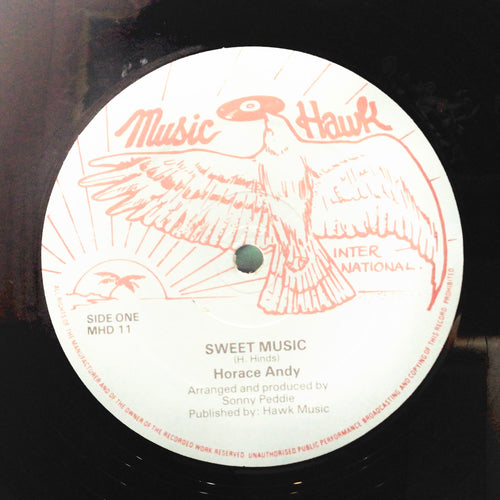 Music Hawk
INTER
NATIONAL.
SIDE ONE
MHD 11
SWEET MUSIC
(H. Hinds)
Horace Andy
Arranged and produced by
Sonny Peddie
Published by: Hawk Music
ALL RIGHTS OF THE MANUFACTURER AND OF THE OWNER OF THE RECORDED WORK RESERVED. UNAUTHORISED PUBLIC PERFORMANCE BROADCASTING AND COPYING OF THIS RECORD PROHIBITED